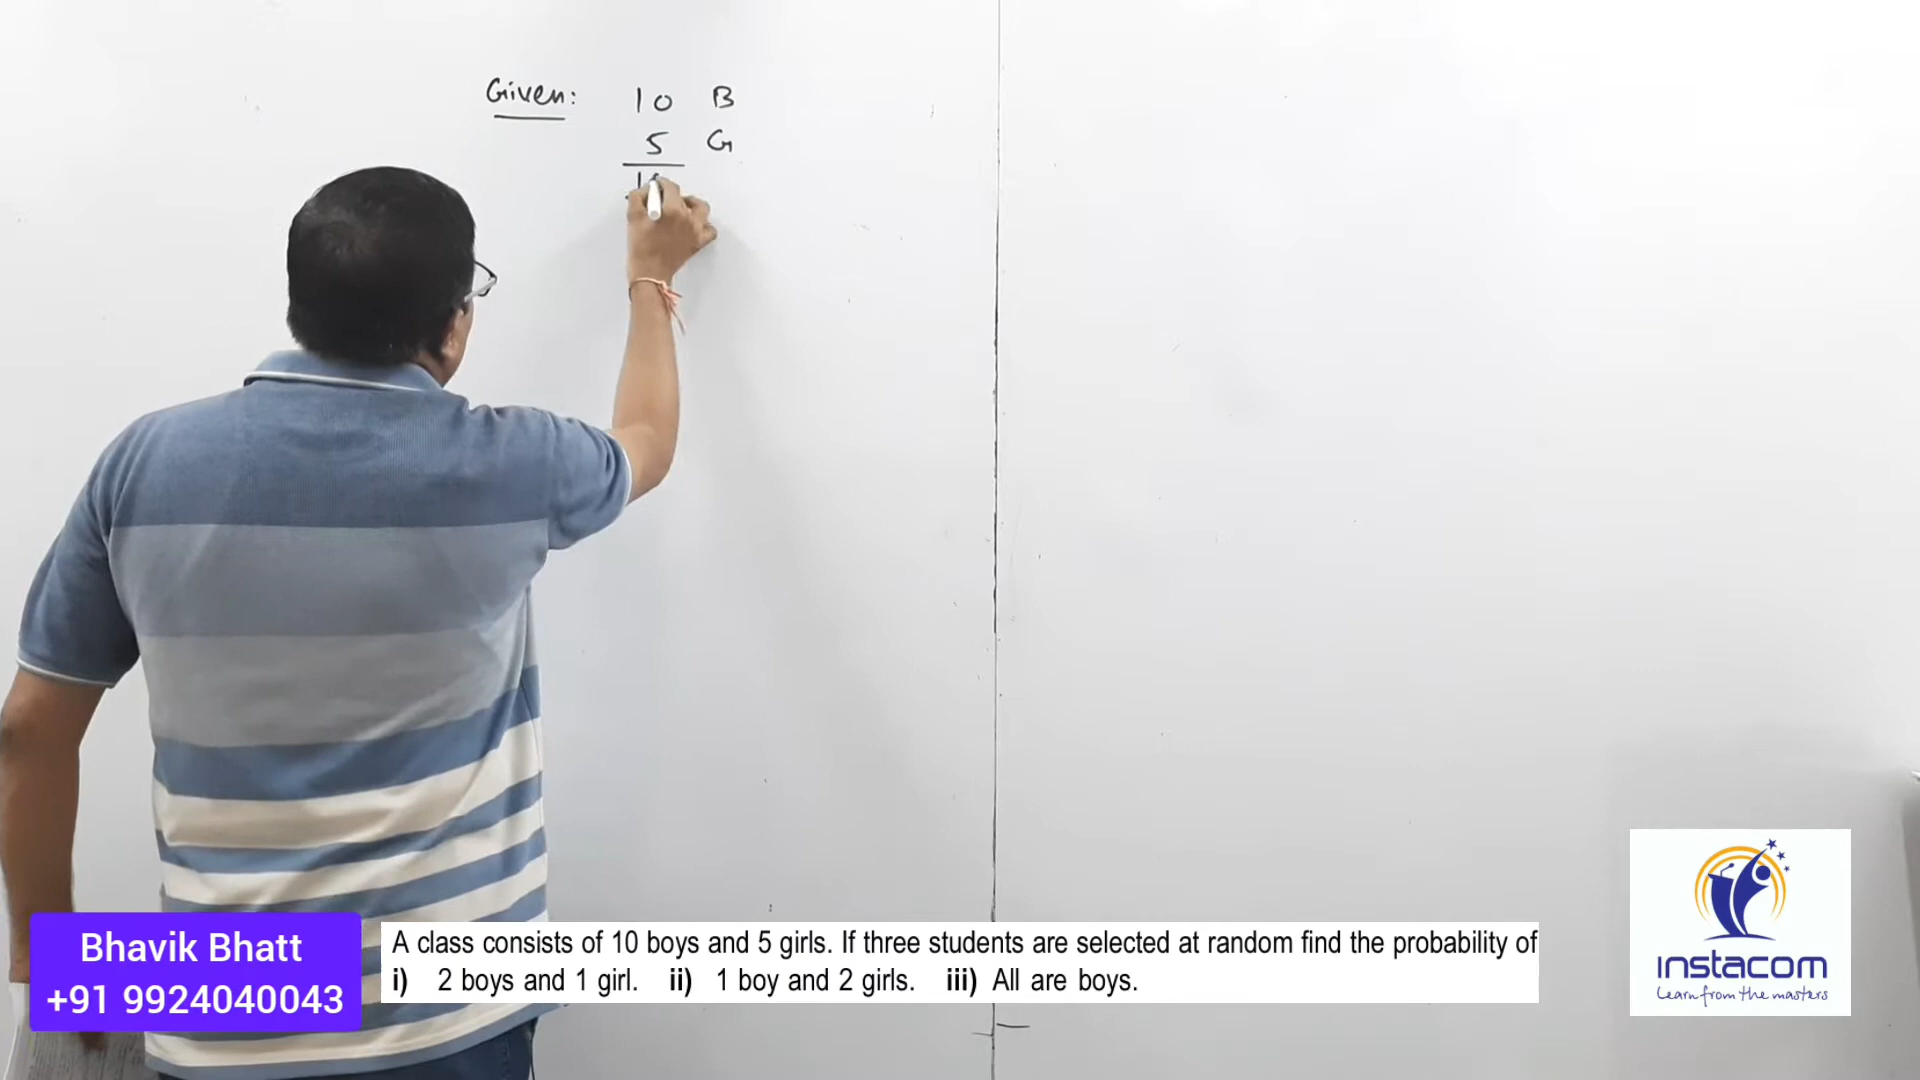 Given: 10 B
5 G
Bhavik Bhatt
+91 9924040043
A class consists of 10 boys and 5 girls. If three students are selected at random find the probability of
i) 2 boys and 1 girl. ii) 1 boy and 2 girls. iii) All are boys.
ınstacom
Learn from the masters